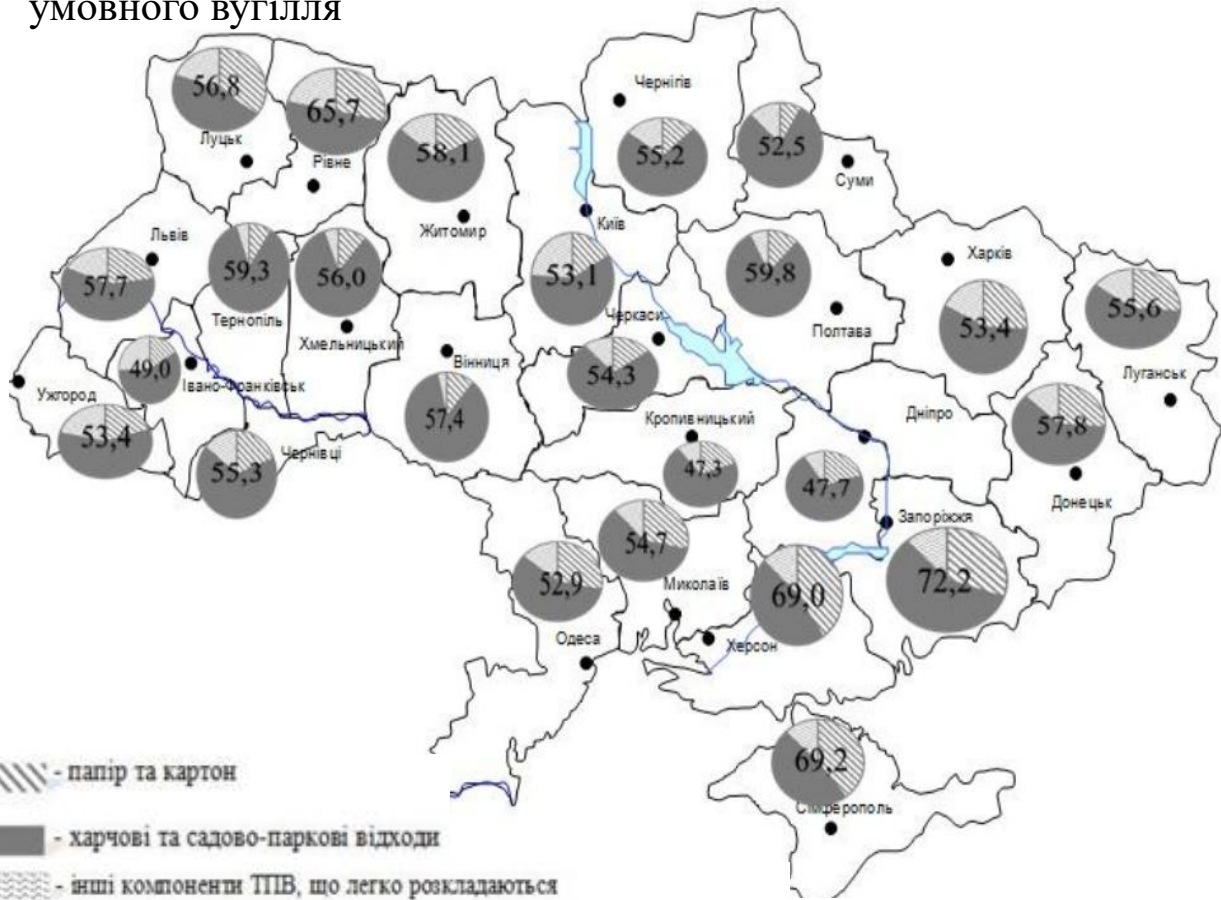 умовного вугілля
Чернігів
56,8
65,7
Луцьк
58,1
55,2
52,5
Рівне
Суми
Житомир
Київ
Львів
Харків
57,7
59,3
56,0
53,1
59,8
55,6
Тернопіль
Черкаси
Полтава
53,4
Хмельницький
Вінниця
Луганськ
49,0
Івано-Франківськ
54,3
Ужгород
57,4
Кропивницький
Дніпро
57,8
53,4
Чернівці
55,3
47,3
47,7
Донецьк
Запоріжжя
54,7
52,9
Миколаїв
69,0
72,2
Одеса
Херсон
69,2
Сімферополь
- папір та картон
- харчові та садово-паркові відходи
- інші компоненти ТПВ, що легко розкладаються